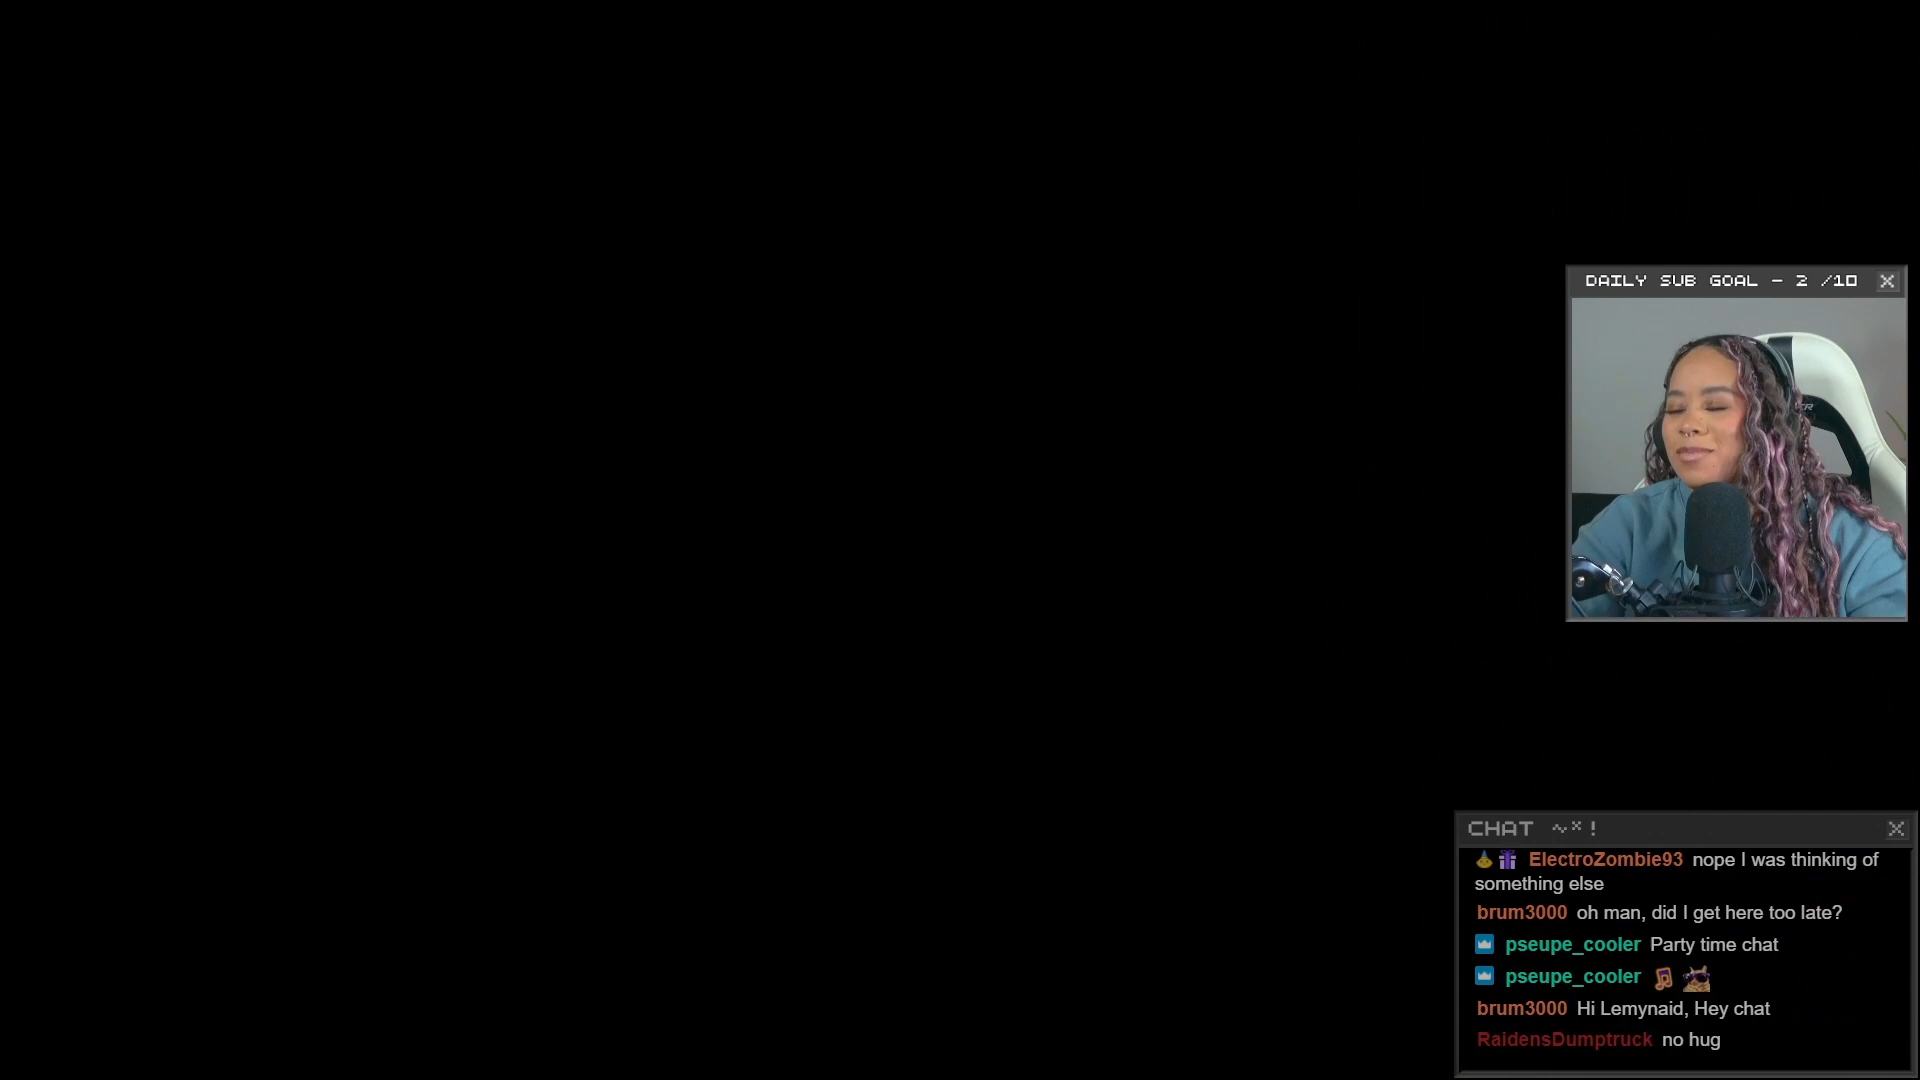 DAILY SUB GOAL - 2 /10
CHAT ~*!
ElectroZombie93 nope I was thinking of
something else
brum3000 oh man, did I get here too late?
pseupe_cooler Party time chat
pseupe_cooler
brum3000 Hi Lemynaid, Hey chat
RaidensDumptruck no hug